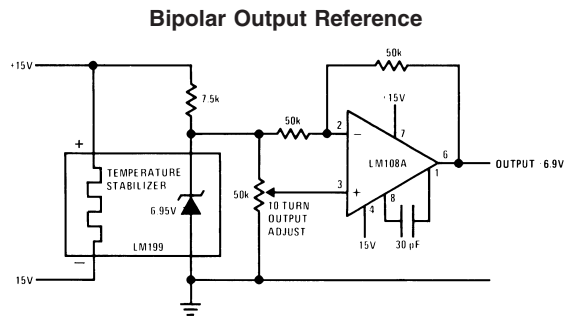 Bipolar Output Reference
+15V
7.5k
50k
50k
+
TEMPERATURE
STABILIZER
6.95V
LM199
−
15V
50k
10 TURN
OUTPUT
ADJUST
2
−
3
+
LM108A
15V
7
6
1
8
4
15V
30 pF
OUTPUT 6.9V